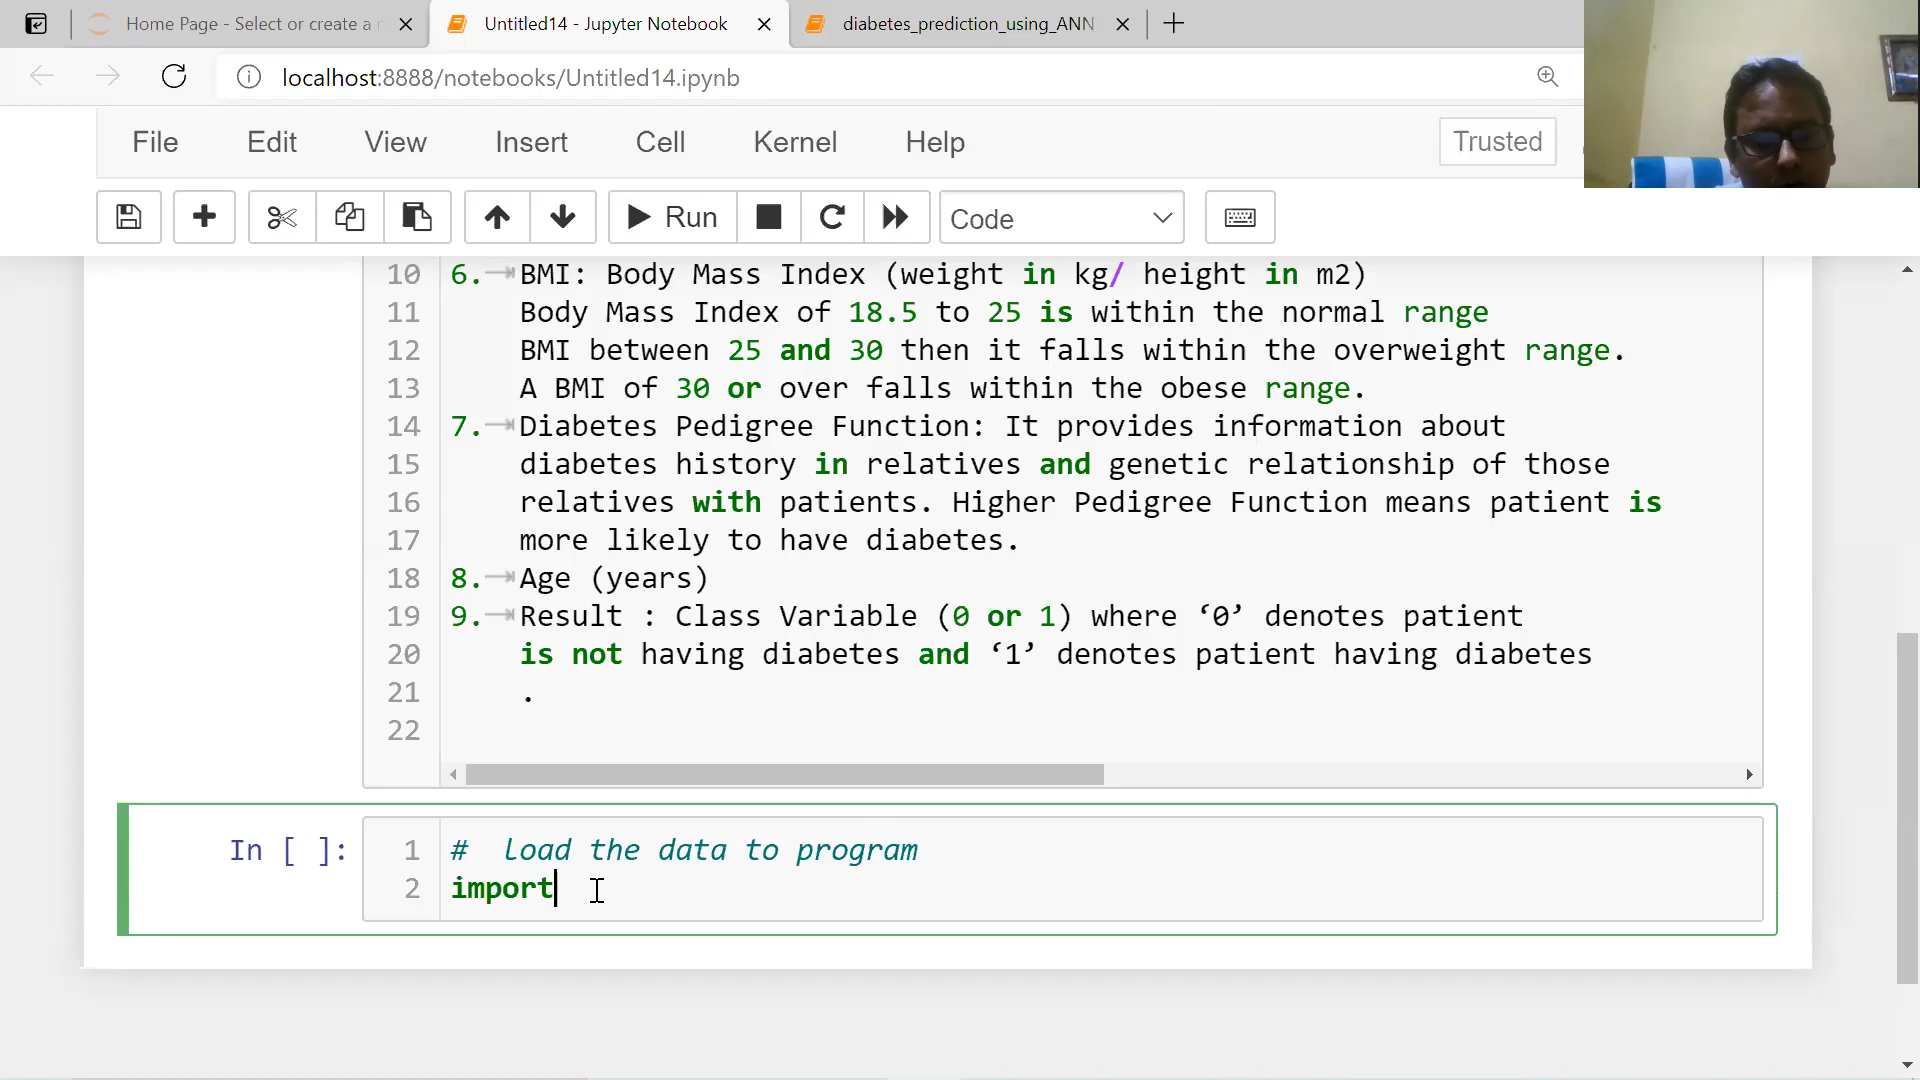 Home Page - Select or create a n
Untitled14 - Jupyter Notebook
diabetes_prediction_using_ANN
localhost:8888/notebooks/Untitled14.ipynb
File Edit View Insert Cell Kernel Help Trusted
Run Code
10 6. BMI: Body Mass Index (weight in kg/ height in m2)
11 Body Mass Index of 18.5 to 25 is within the normal range
12 BMI between 25 and 30 then it falls within the overweight range.
13 A BMI of 30 or over falls within the obese range.
14 7. Diabetes Pedigree Function: It provides information about
15 diabetes history in relatives and genetic relationship of those
16 relatives with patients. Higher Pedigree Function means patient is
17 more likely to have diabetes.
18 8. Age (years)
19 9. Result : Class Variable (0 or 1) where ‘0’ denotes patient
20 is not having diabetes and ‘1’ denotes patient having diabetes
21 .
22
In [ ]: 1 # Load the data to program
2 import